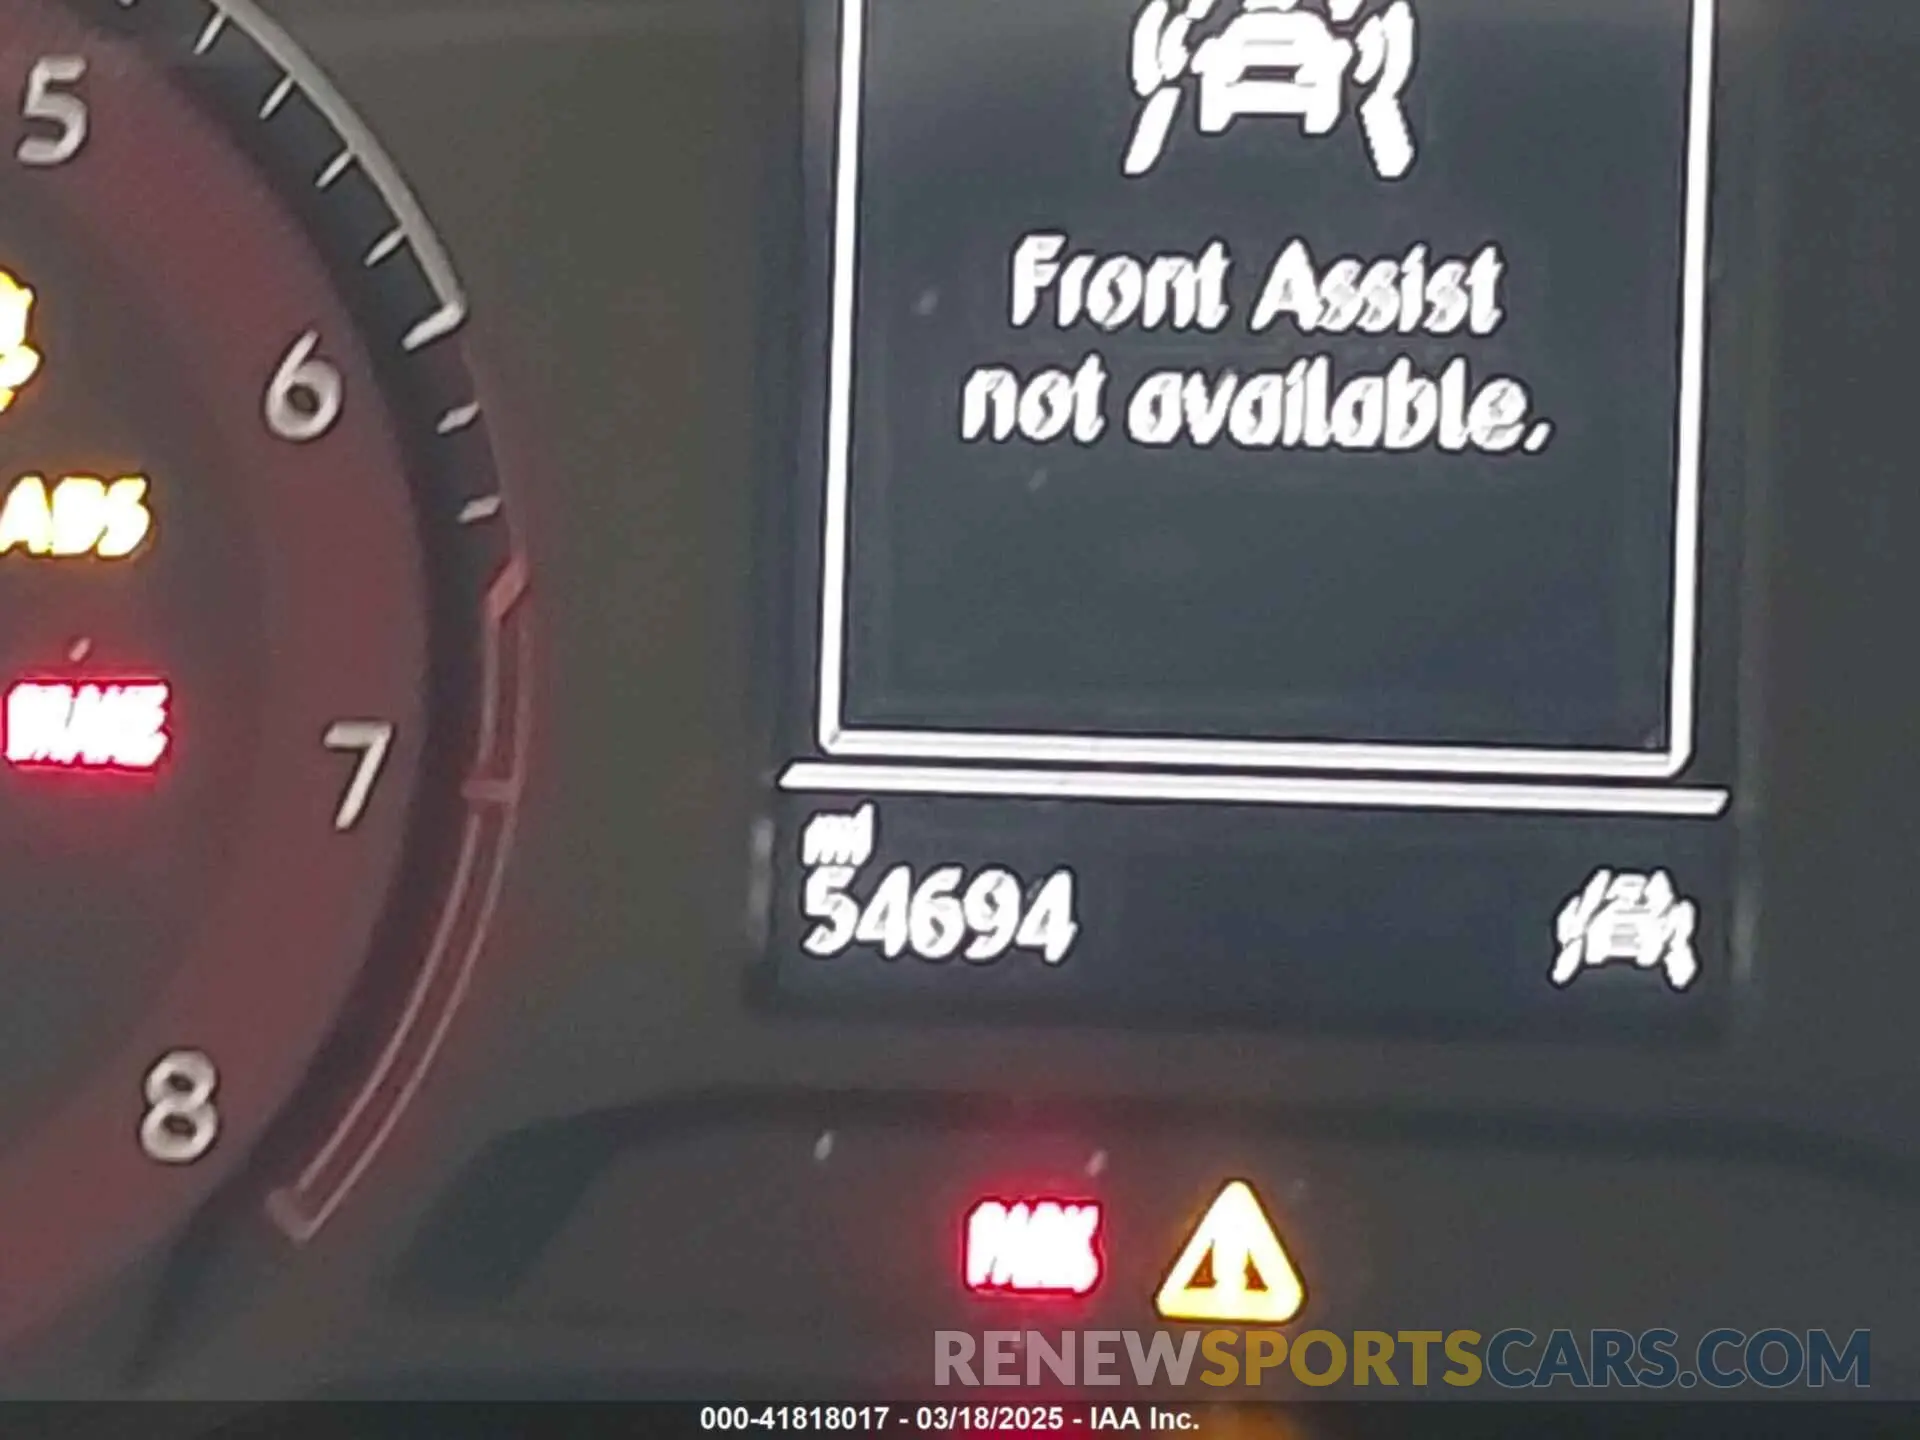 5
Front Assist
6
not available.
ABS
BRAKE
7
mi
54694
8
PARK
RENEWSPORTSCARS.COM
000-41818017 - 03/18/2025 - IAA Inc.